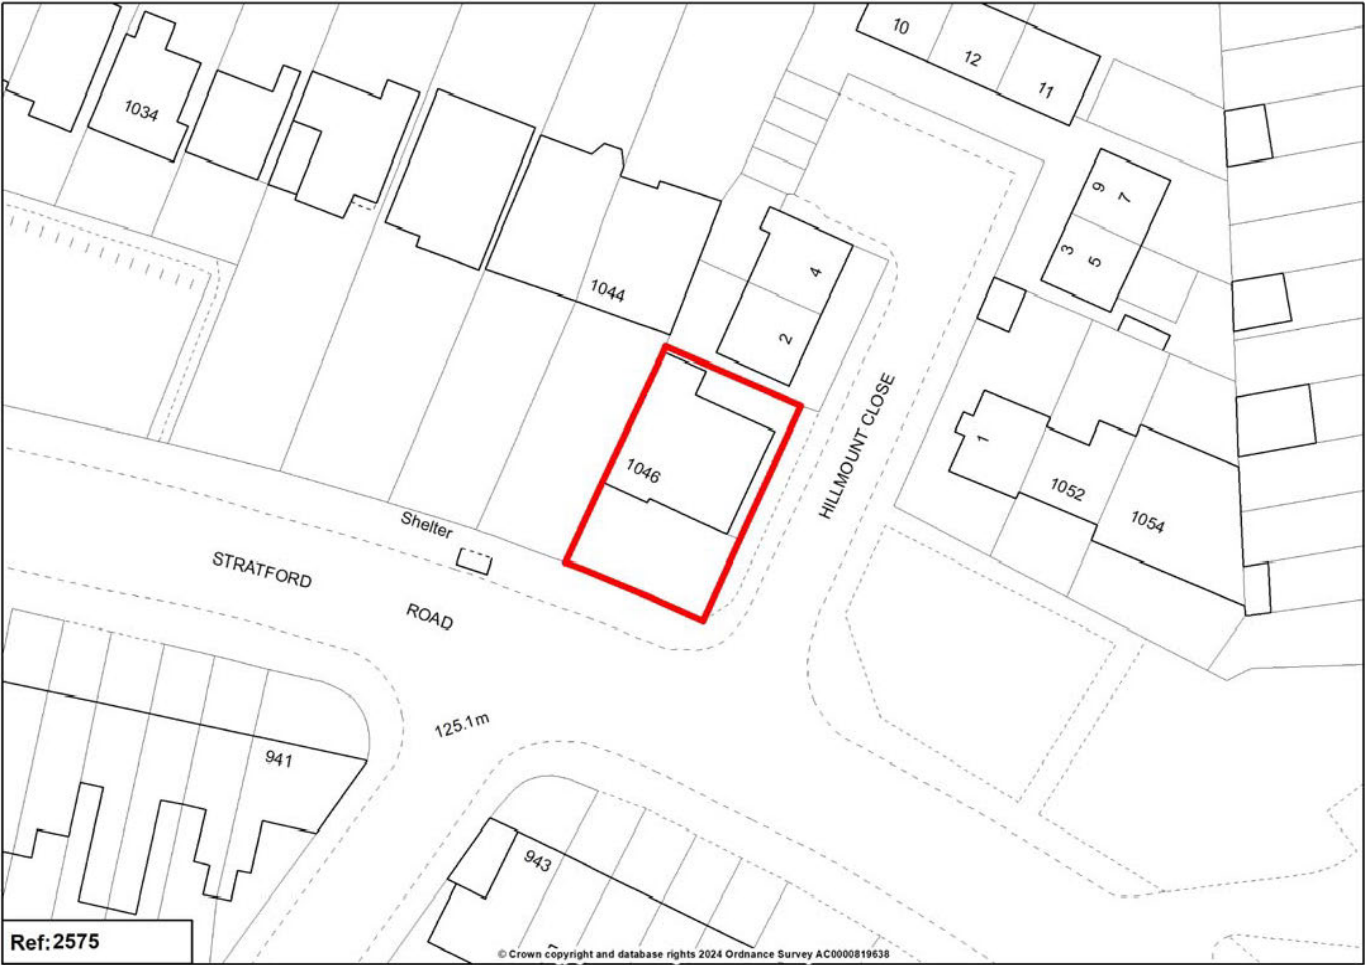 10
12
11
1034
9
7
3
5
4
2
1044
HILLMOUNT CLOSE
1
1046
1052
1054
Shelter
STRATFORD
ROAD
125.1m
941
943
Ref:2575
© Crown copyright and database rights 2024 Ordnance Survey AC0000819638